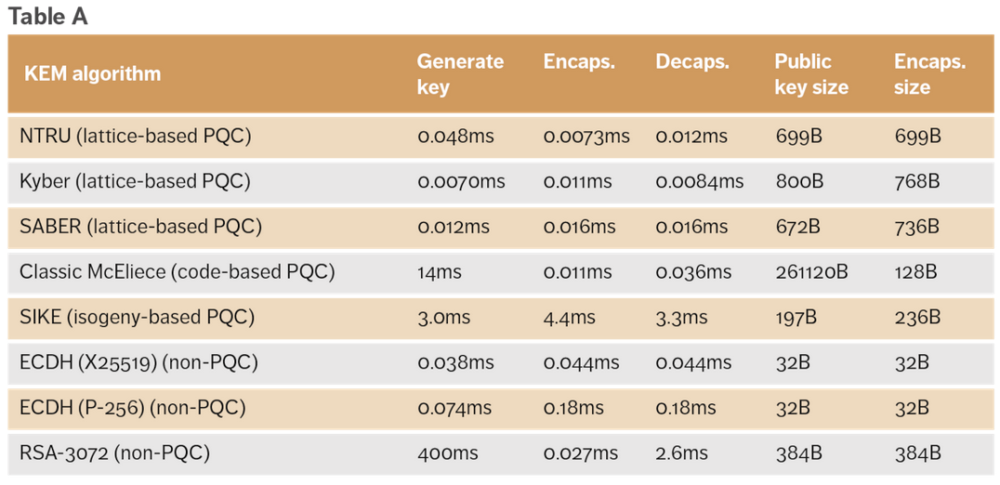 Table A
KEM algorithm Generate key Encaps. Decaps. Public key size Encaps. size
NTRU (lattice-based PQC) 0.048ms 0.0073ms 0.012ms 699B 699B
Kyber (lattice-based PQC) 0.0070ms 0.011ms 0.0084ms 800B 768B
SABER (lattice-based PQC) 0.012ms 0.016ms 0.016ms 672B 736B
Classic McEliece (code-based PQC) 14ms 0.011ms 0.036ms 261120B 128B
SIKE (isogeny-based PQC) 3.0ms 4.4ms 3.3ms 197B 236B
ECDH (X25519) (non-PQC) 0.038ms 0.044ms 0.044ms 32B 32B
ECDH (P-256) (non-PQC) 0.074ms 0.18ms 0.18ms 32B 32B
RSA-3072 (non-PQC) 400ms 0.027ms 2.6ms 384B 384B